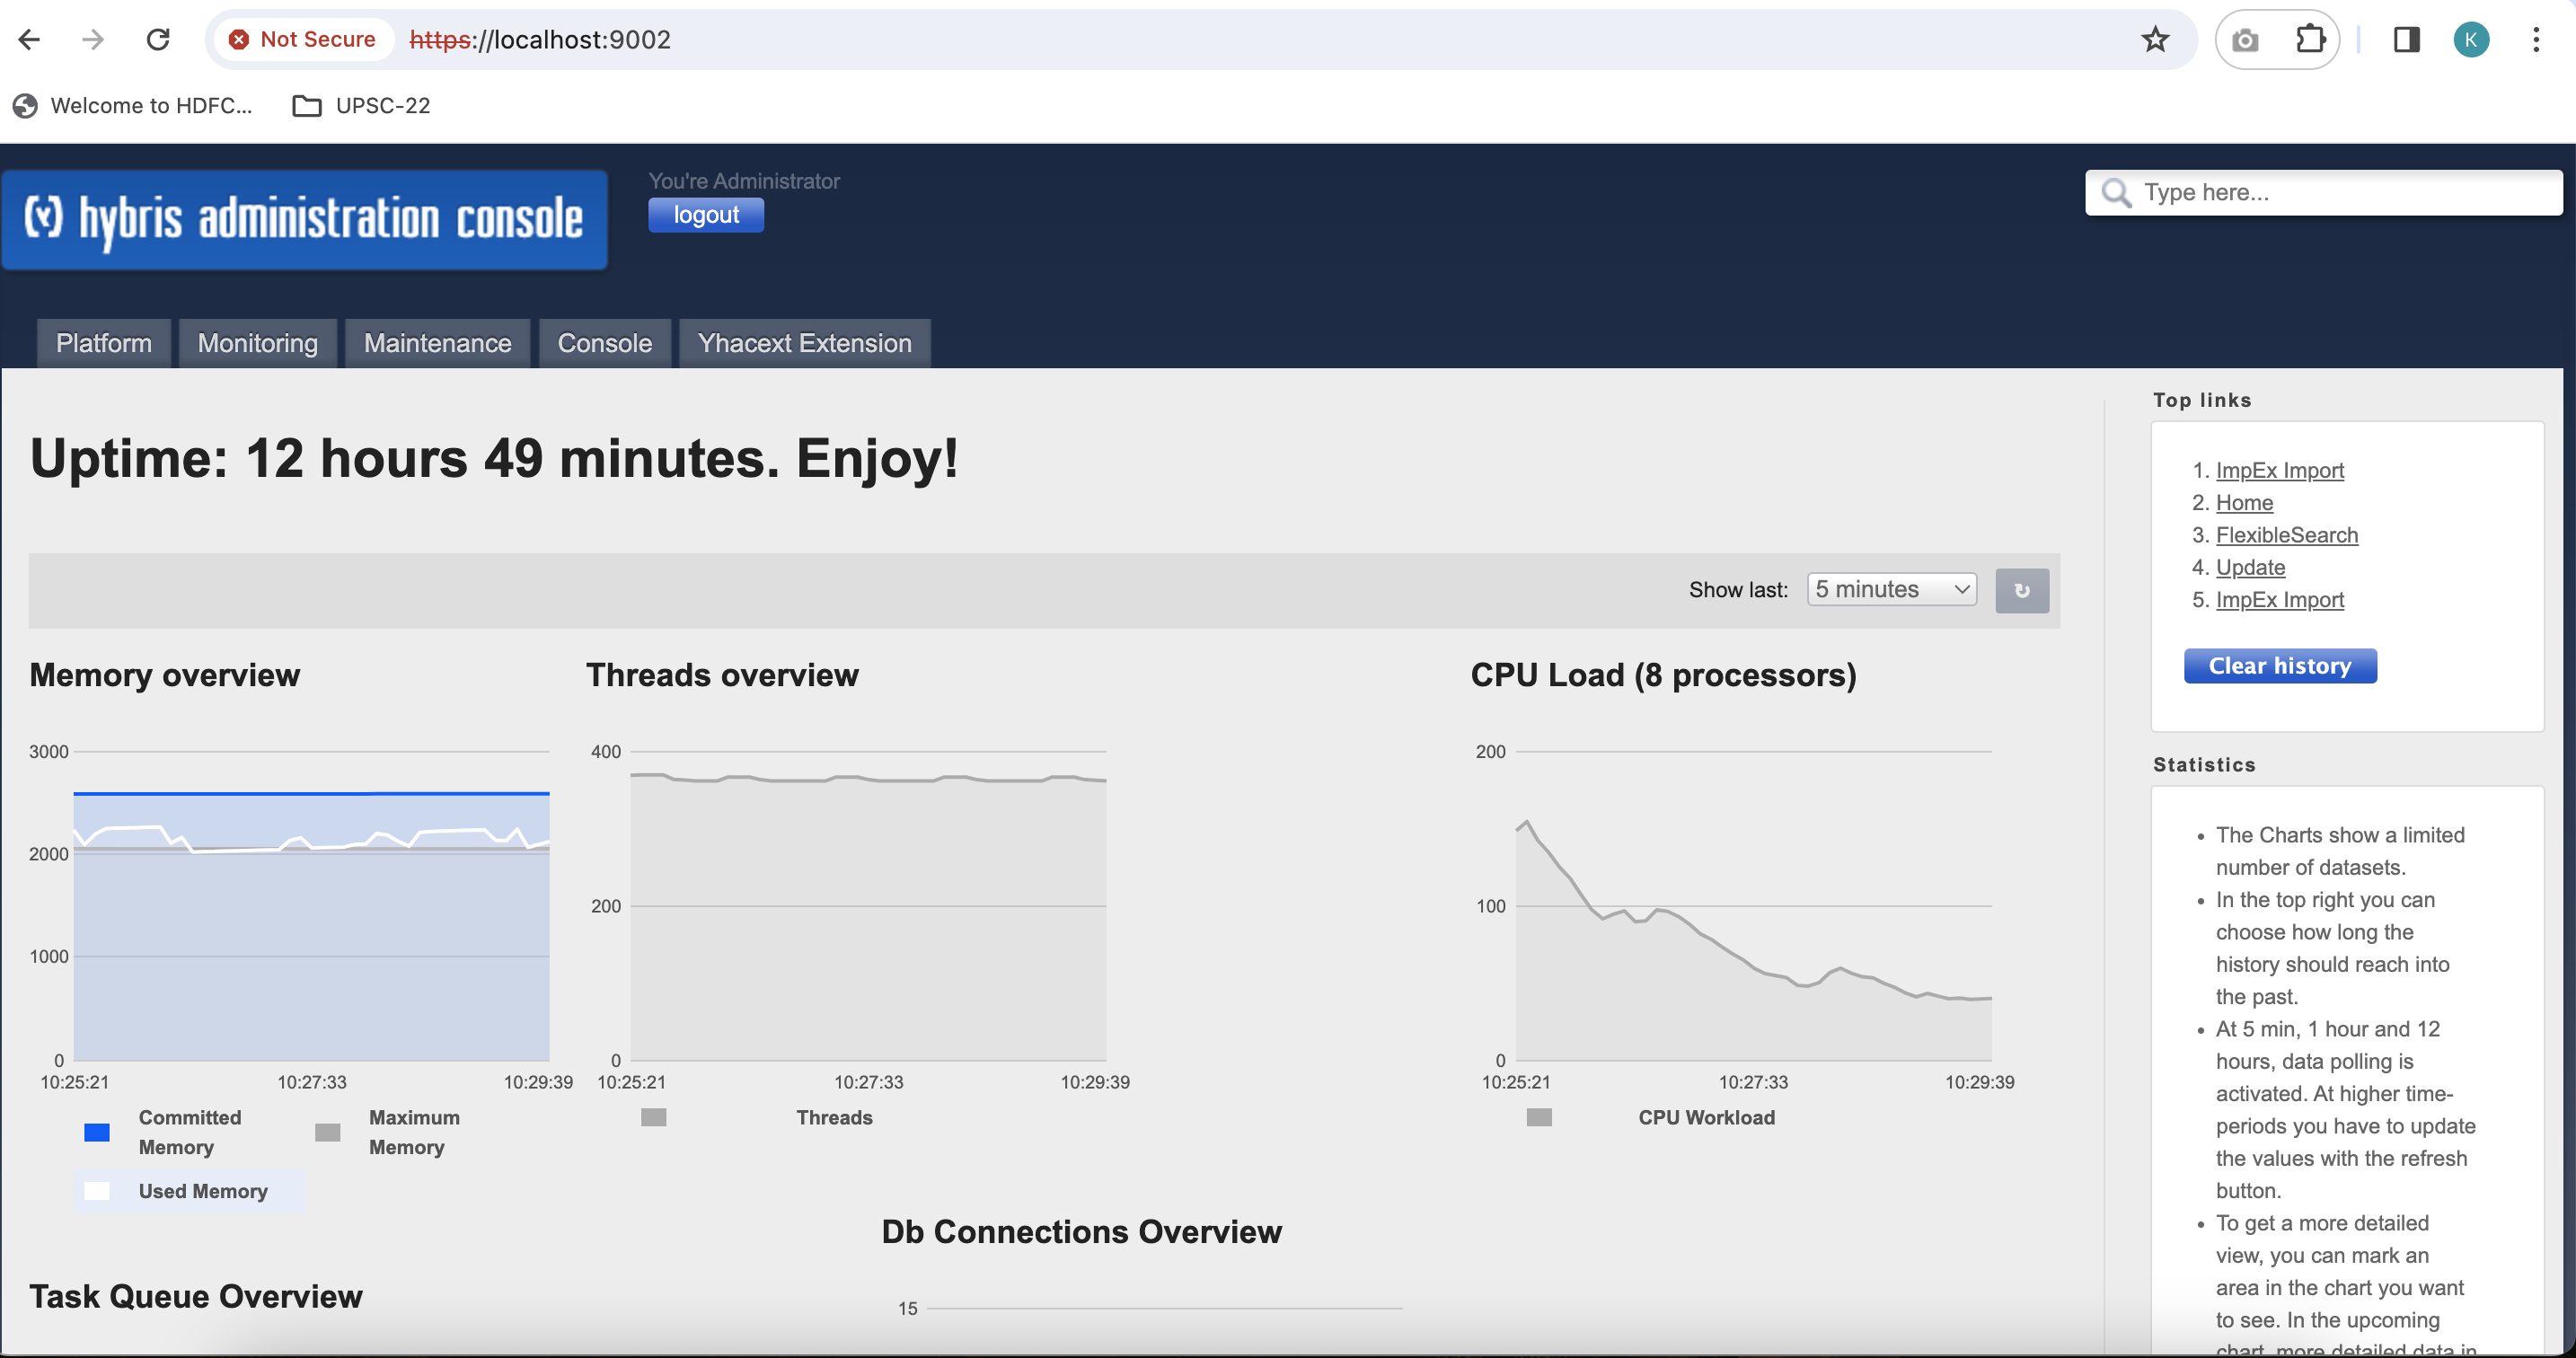 Not Secure https://localhost:9002
K
Welcome to HDFC... UPSC-22
hybris administration console
You're Administrator
logout
Type here...
Platform Monitoring Maintenance Console Yhacext Extension
Uptime: 12 hours 49 minutes. Enjoy!
Show last: 5 minutes
Memory overview
3000
2000
1000
0
10:25:21 10:27:33 10:29:39
Committed
Memory
Maximum
Memory
Used Memory
Threads overview
400
200
0
10:25:21 10:27:33 10:29:39
Threads
CPU Load (8 processors)
200
100
0
10:25:21 10:27:33 10:29:39
CPU Workload
Task Queue Overview
Db Connections Overview
15
Top links
1. ImpEx Import
2. Home
3. FlexibleSearch
4. Update
5. ImpEx Import
Clear history
Statistics
• The Charts show a limited
number of datasets.
• In the top right you can
choose how long the
history should reach into
the past.
• At 5 min, 1 hour and 12
hours, data polling is
activated. At higher time-
periods you have to update
the values with the refresh
button.
• To get a more detailed
view, you can mark an
area in the chart you want
to see. In the upcoming
chart, more detailed data in